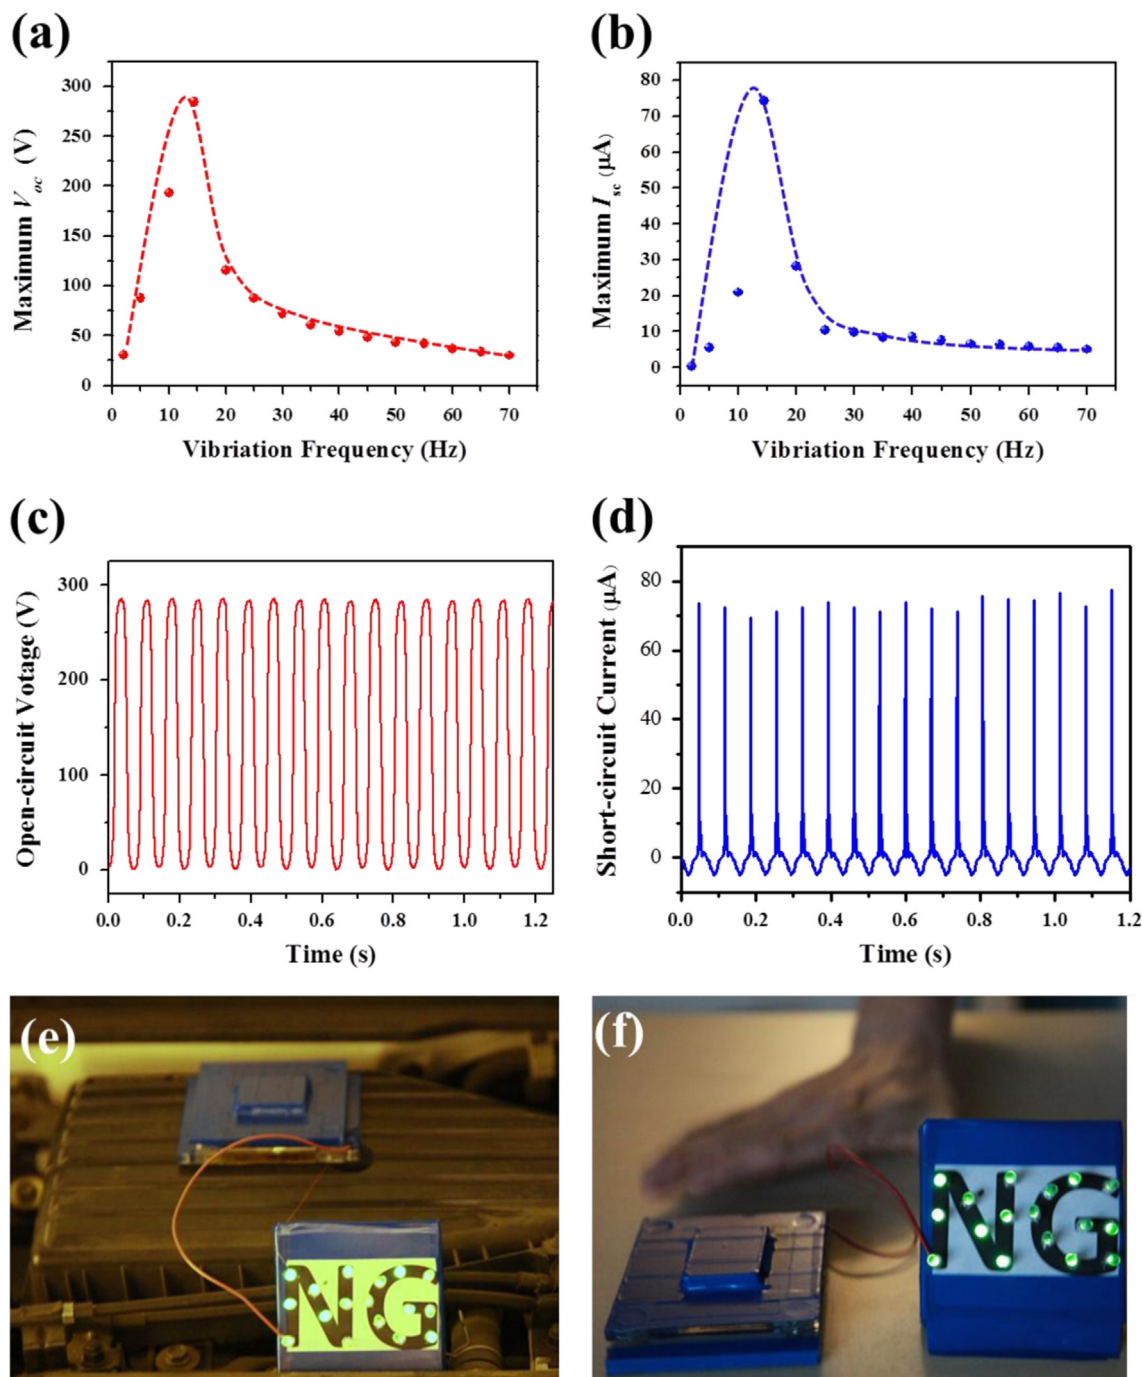 (a)
300
250
200
150
100
50
0
Maximum Voc (V)
0 10 20 30 40 50 60 70
Vibriation Frequency (Hz)
(b)
80
70
60
50
40
30
20
10
0
Maximum Isc (μA)
0 10 20 30 40 50 60 70
Vibriation Frequency (Hz)
(c)
300
200
100
0
Open-circuit Votage (V)
0.0 0.2 0.4 0.6 0.8 1.0 1.2
Time (s)
(d)
80
60
40
20
0
Short-circuit Current (μA)
0.0 0.2 0.4 0.6 0.8 1.0 1.2
Time (s)
(e)
NG
(f)
NG